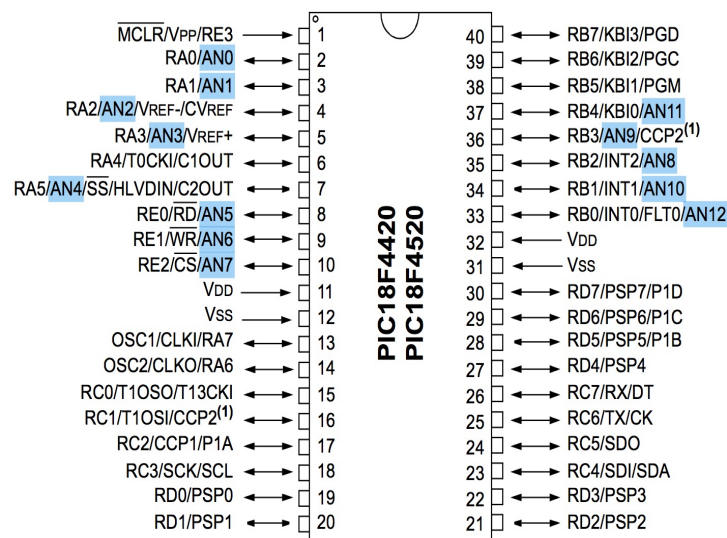 MCLR/VPP/RE3 1
RA0/AN0 2
RA1/AN1 3
RA2/AN2/VREF-/CVREF 4
RA3/AN3/VREF+ 5
RA4/T0CKI/C1OUT 6
RA5/AN4/SS/HLVDIN/C2OUT 7
RE0/RD/AN5 8
RE1/WR/AN6 9
RE2/CS/AN7 10
VDD 11
VSS 12
OSC1/CLKI/RA7 13
OSC2/CLKO/RA6 14
RC0/T1OSO/T13CKI 15
RC1/T1OSI/CCP2(1) 16
RC2/CCP1/P1A 17
RC3/SCK/SCL 18
RD0/PSP0 19
RD1/PSP1 20
PIC18F4420
PIC18F4520
40 RB7/KBI3/PGD
39 RB6/KBI2/PGC
38 RB5/KBI1/PGM
37 RB4/KBI0/AN11
36 RB3/AN9/CCP2(1)
35 RB2/INT2/AN8
34 RB1/INT1/AN10
33 RB0/INT0/FLT0/AN12
32 VDD
31 VSS
30 RD7/PSP7/P1D
29 RD6/PSP6/P1C
28 RD5/PSP5/P1B
27 RD4/PSP4
26 RC7/RX/DT
25 RC6/TX/CK
24 RC5/SDO
23 RC4/SDI/SDA
22 RD3/PSP3
21 RD2/PSP2